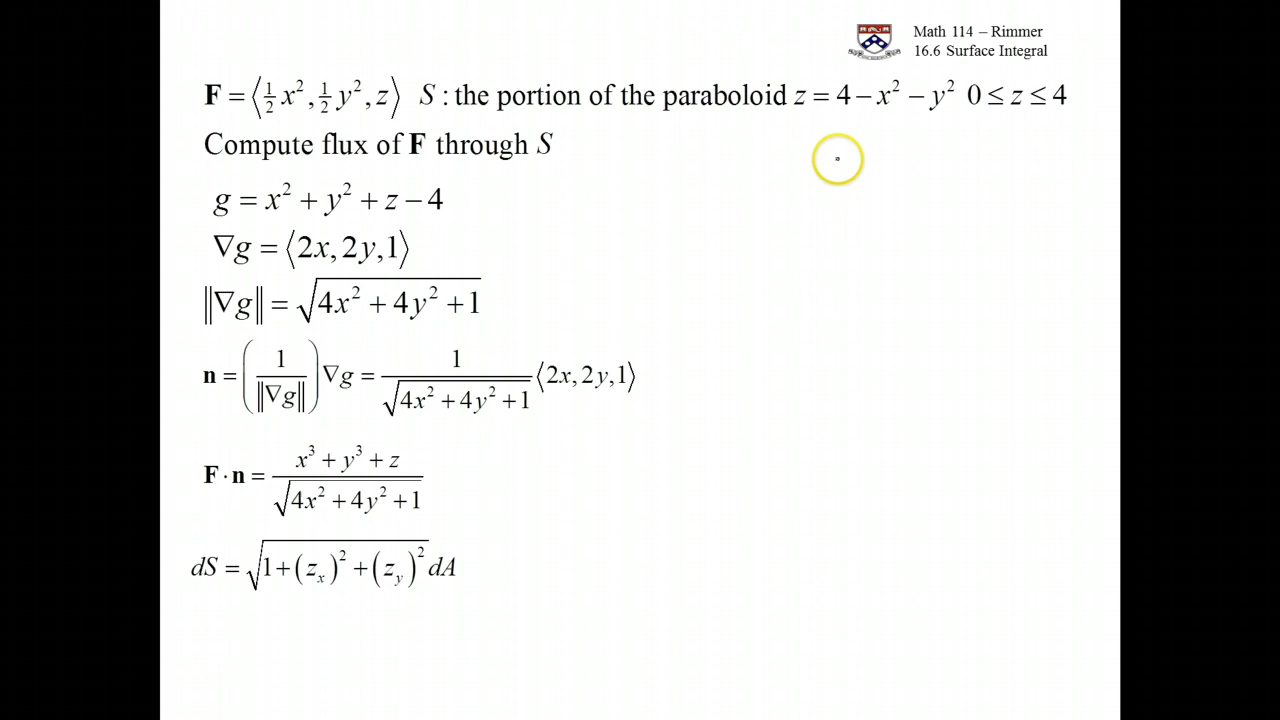 Math 114 – Rimmer
16.6 Surface Integral
F = ⟨½x², ½y², z⟩ S : the portion of the paraboloid z = 4 − x² − y² 0 ≤ z ≤ 4
Compute flux of F through S
g = x² + y² + z − 4
∇g = ⟨2x, 2y, 1⟩
‖∇g‖ = √(4x² + 4y² + 1)
n = (1/‖∇g‖) ∇g = 1/√(4x² + 4y² + 1) ⟨2x, 2y, 1⟩
F · n = (x³ + y³ + z)/√(4x² + 4y² + 1)
dS = √(1 + (zₓ)² + (z_y)²) dA